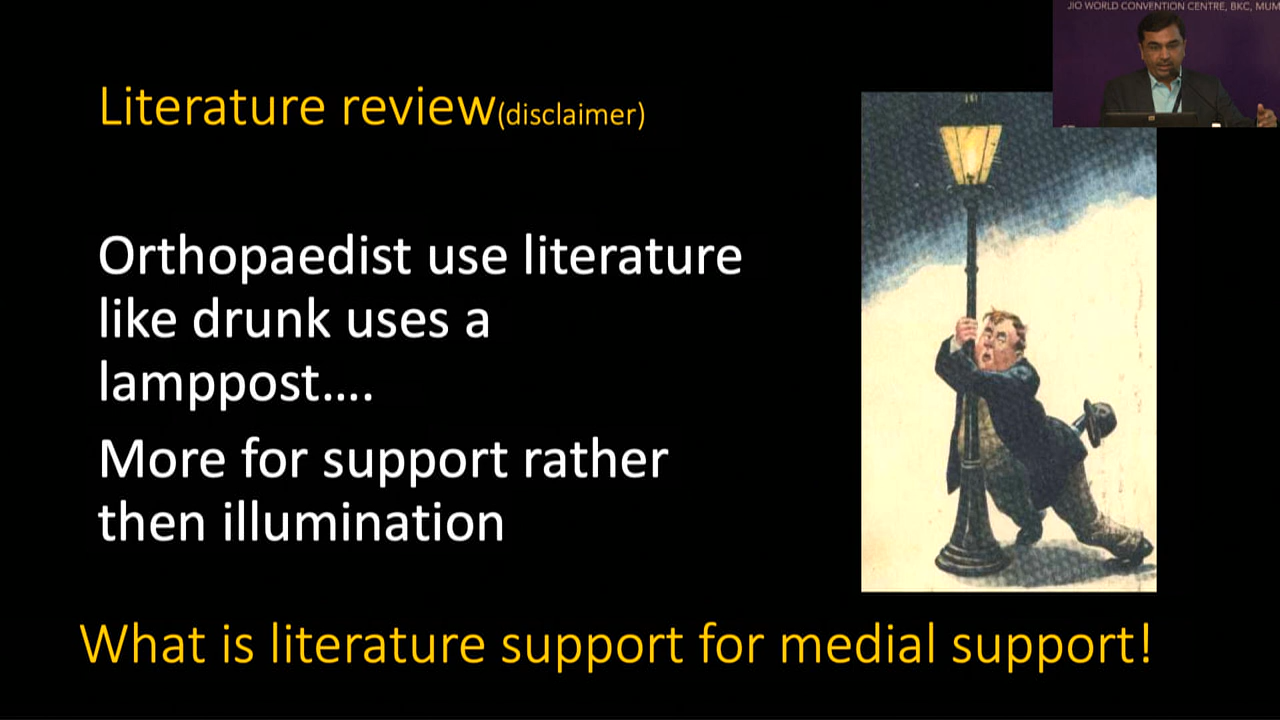 JIO WORLD CONVENTION CENTRE, BKC, MUM
Literature review(disclaimer)
Orthopaedist use literature
like drunk uses a
lamppost....
More for support rather
then illumination
What is literature support for medial support!